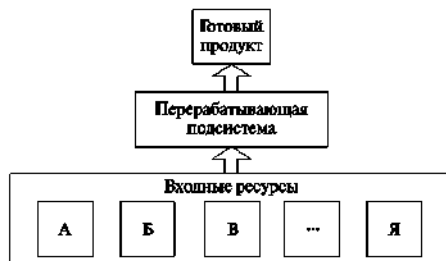 Готовый
продукт
Перерабатывающая
подсистема
Входные ресурсы
А Б В ... Я